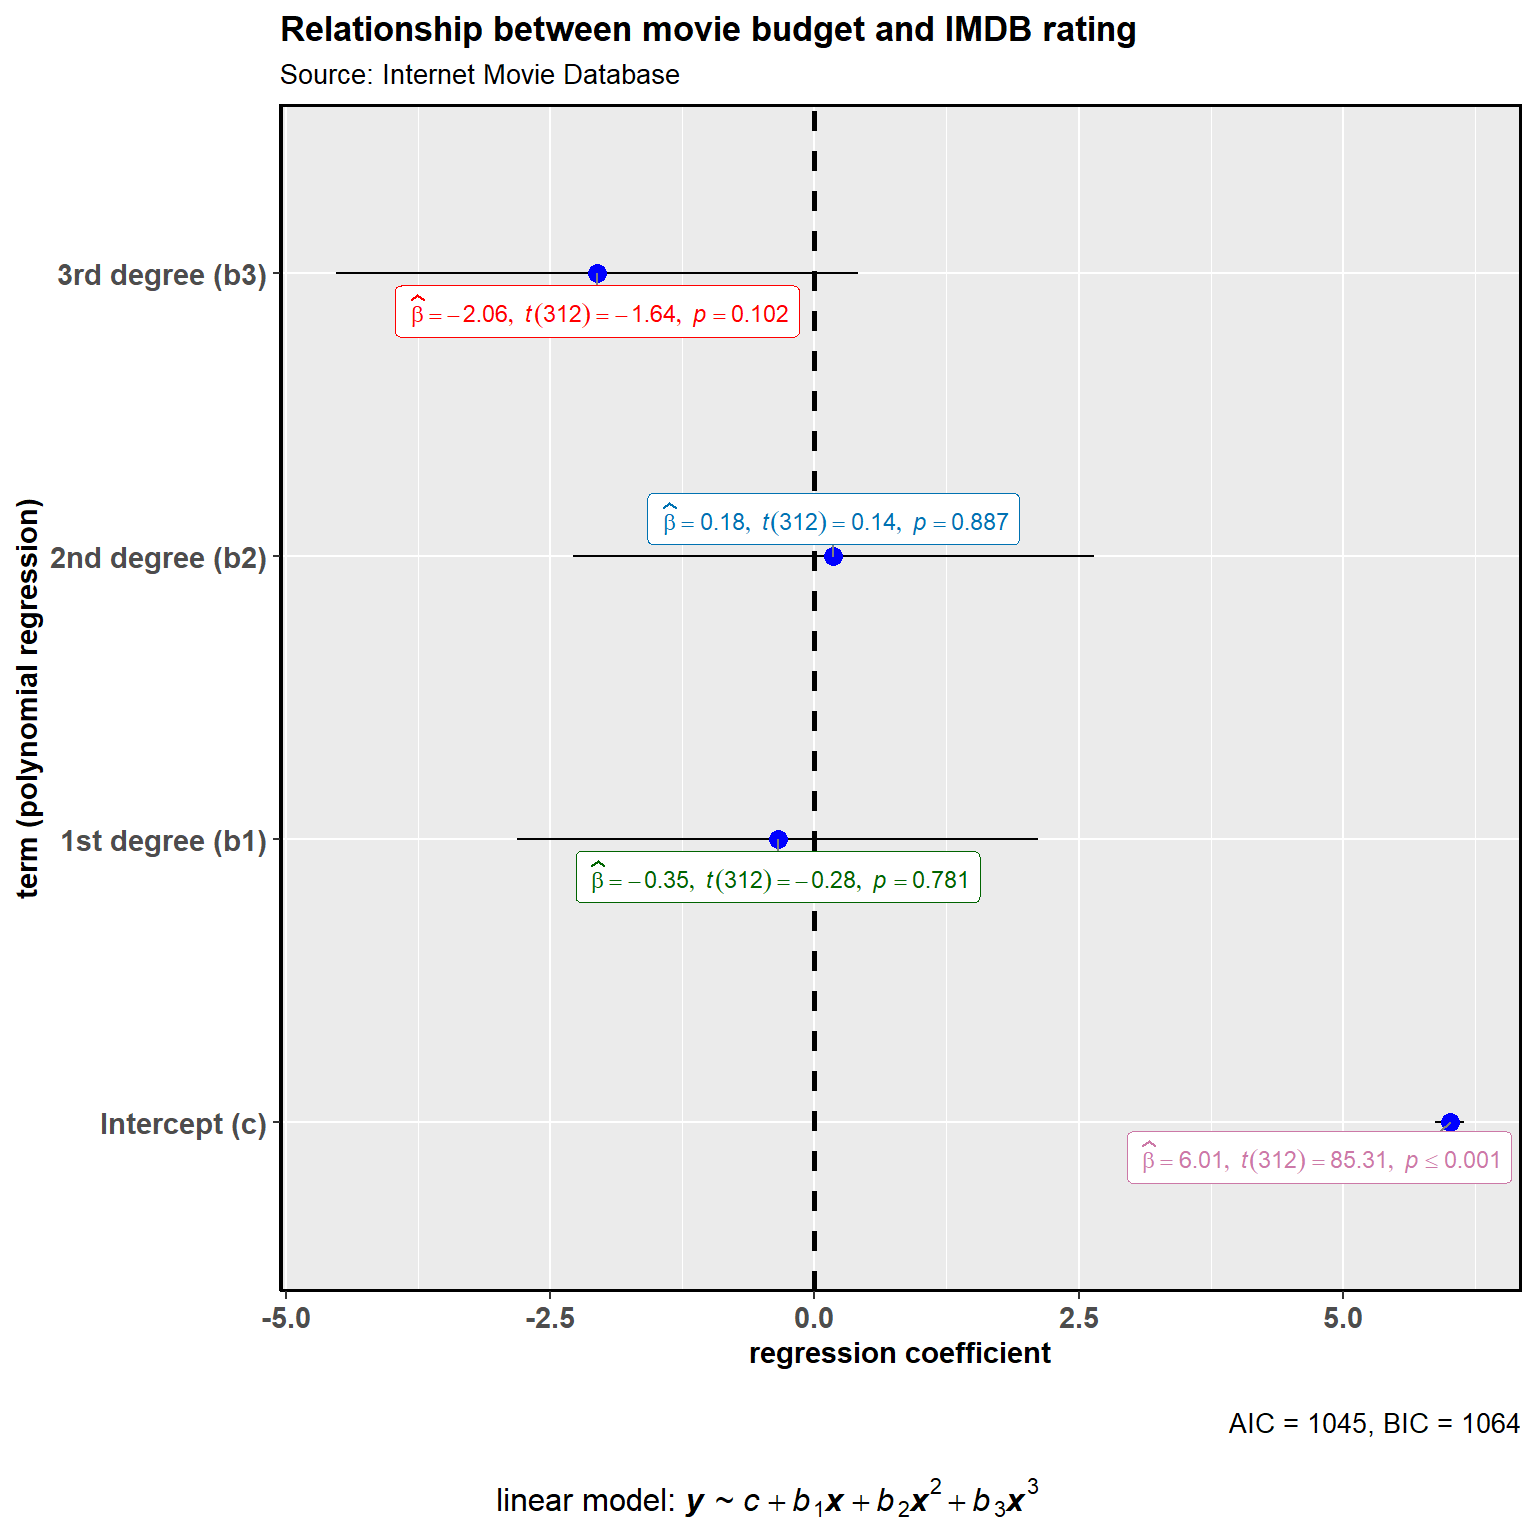 Relationship between movie budget and IMDB rating
Source: Internet Movie Database
term (polynomial regression)
3rd degree (b3)
β̂ = −2.06, t(312) = −1.64, p = 0.102
2nd degree (b2)
β̂ = 0.18, t(312) = 0.14, p = 0.887
1st degree (b1)
β̂ = −0.35, t(312) = −0.28, p = 0.781
Intercept (c)
β̂ = 6.01, t(312) = 85.31, p ≤ 0.001
-5.0 -2.5 0.0 2.5 5.0
regression coefficient
AIC = 1045, BIC = 1064
linear model: y ~ c + b₁x + b₂x² + b₃x³